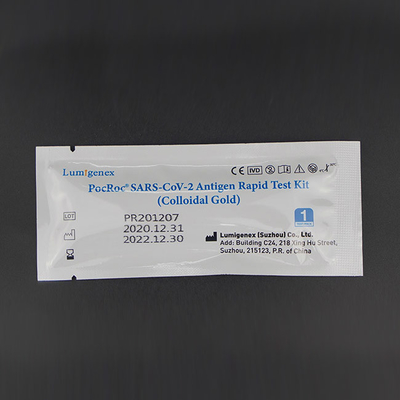 Lumigenex
CE IVD
PocRoc® SARS-CoV-2 Antigen Rapid Test Kit
(Colloidal Gold)
LOT PR201207
2020.12.31
2022.12.30
1
Lumigenex (Suzhou) Co., Ltd.
Add: Building C24, 218 Xing Hu Street,
Suzhou, 215123, P.R. of China